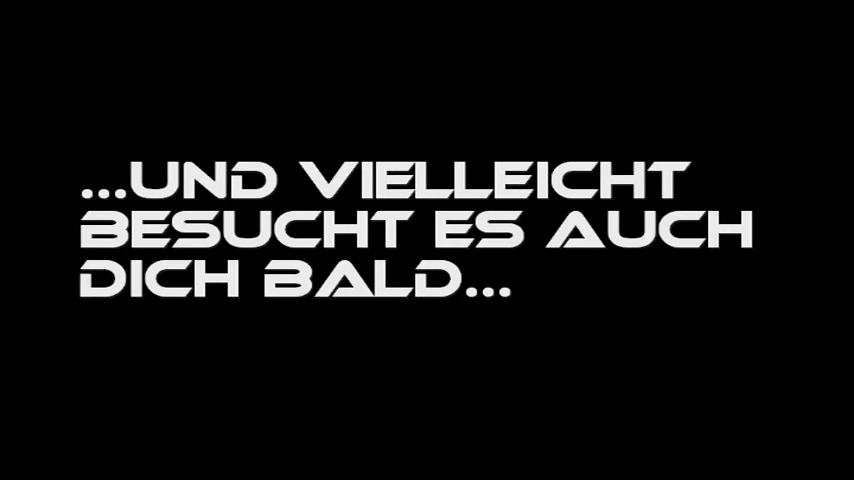 ...UND VIELLEICHT
BESUCHT ES AUCH
DICH BALD...